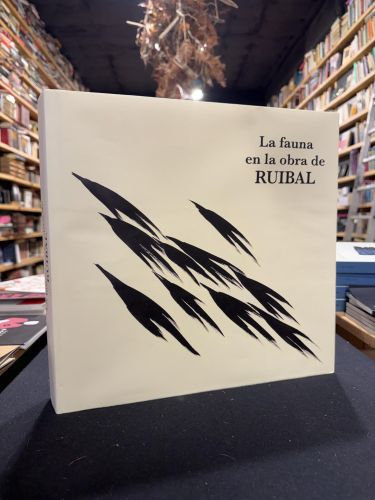 La fauna
en la obra de
RUIBAL